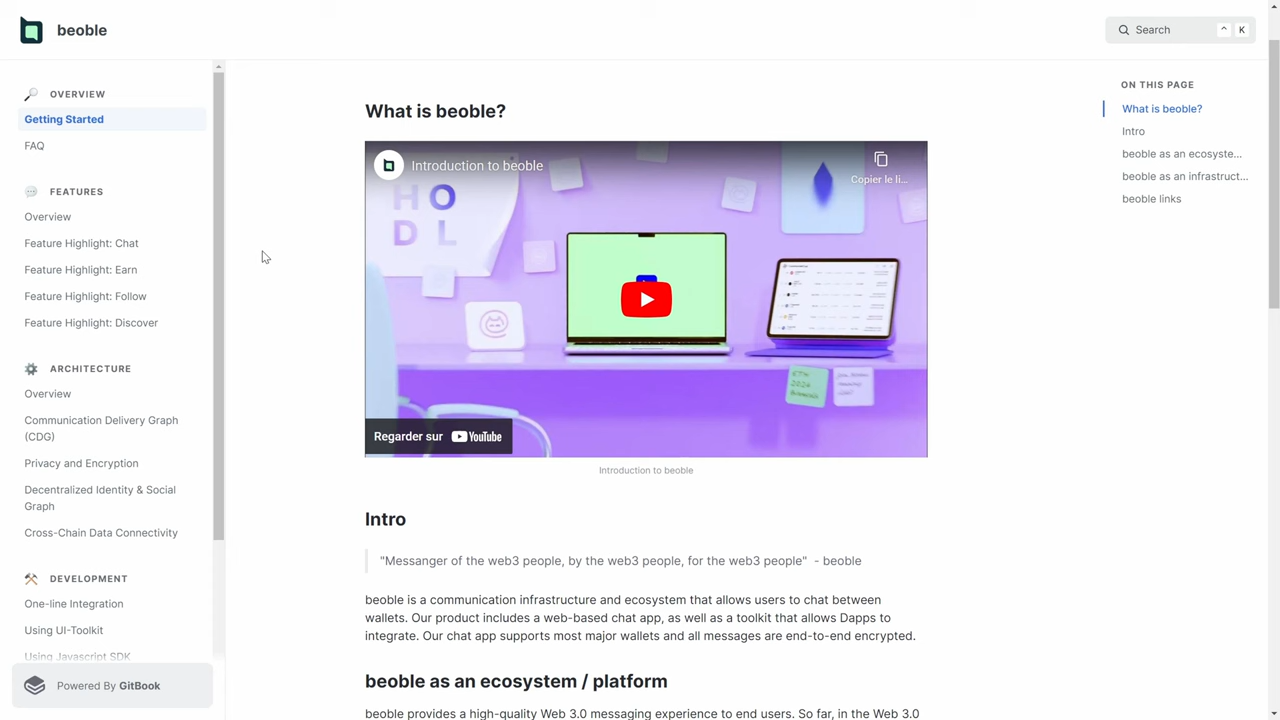 beoble
Search
^ K
OVERVIEW
Getting Started
FAQ
FEATURES
Overview
Feature Highlight: Chat
Feature Highlight: Earn
Feature Highlight: Follow
Feature Highlight: Discover
ARCHITECTURE
Overview
Communication Delivery Graph
(CDG)
Privacy and Encryption
Decentralized Identity & Social
Graph
Cross-Chain Data Connectivity
DEVELOPMENT
One-line Integration
Using UI-Toolkit
Using Javascript SDK
Powered By GitBook
What is beoble?
Introduction to beoble
Copier le li...
HO
DL
Regarder sur YouTube
Introduction to beoble
Intro
"Messanger of the web3 people, by the web3 people, for the web3 people" - beoble
beoble is a communication infrastructure and ecosystem that allows users to chat between
wallets. Our product includes a web-based chat app, as well as a toolkit that allows Dapps to
integrate. Our chat app supports most major wallets and all messages are end-to-end encrypted.
beoble as an ecosystem / platform
beoble provides a high-quality Web 3.0 messaging experience to end users. So far, in the Web 3.0
ON THIS PAGE
What is beoble?
Intro
beoble as an ecosyste...
beoble as an infrastruct...
beoble links